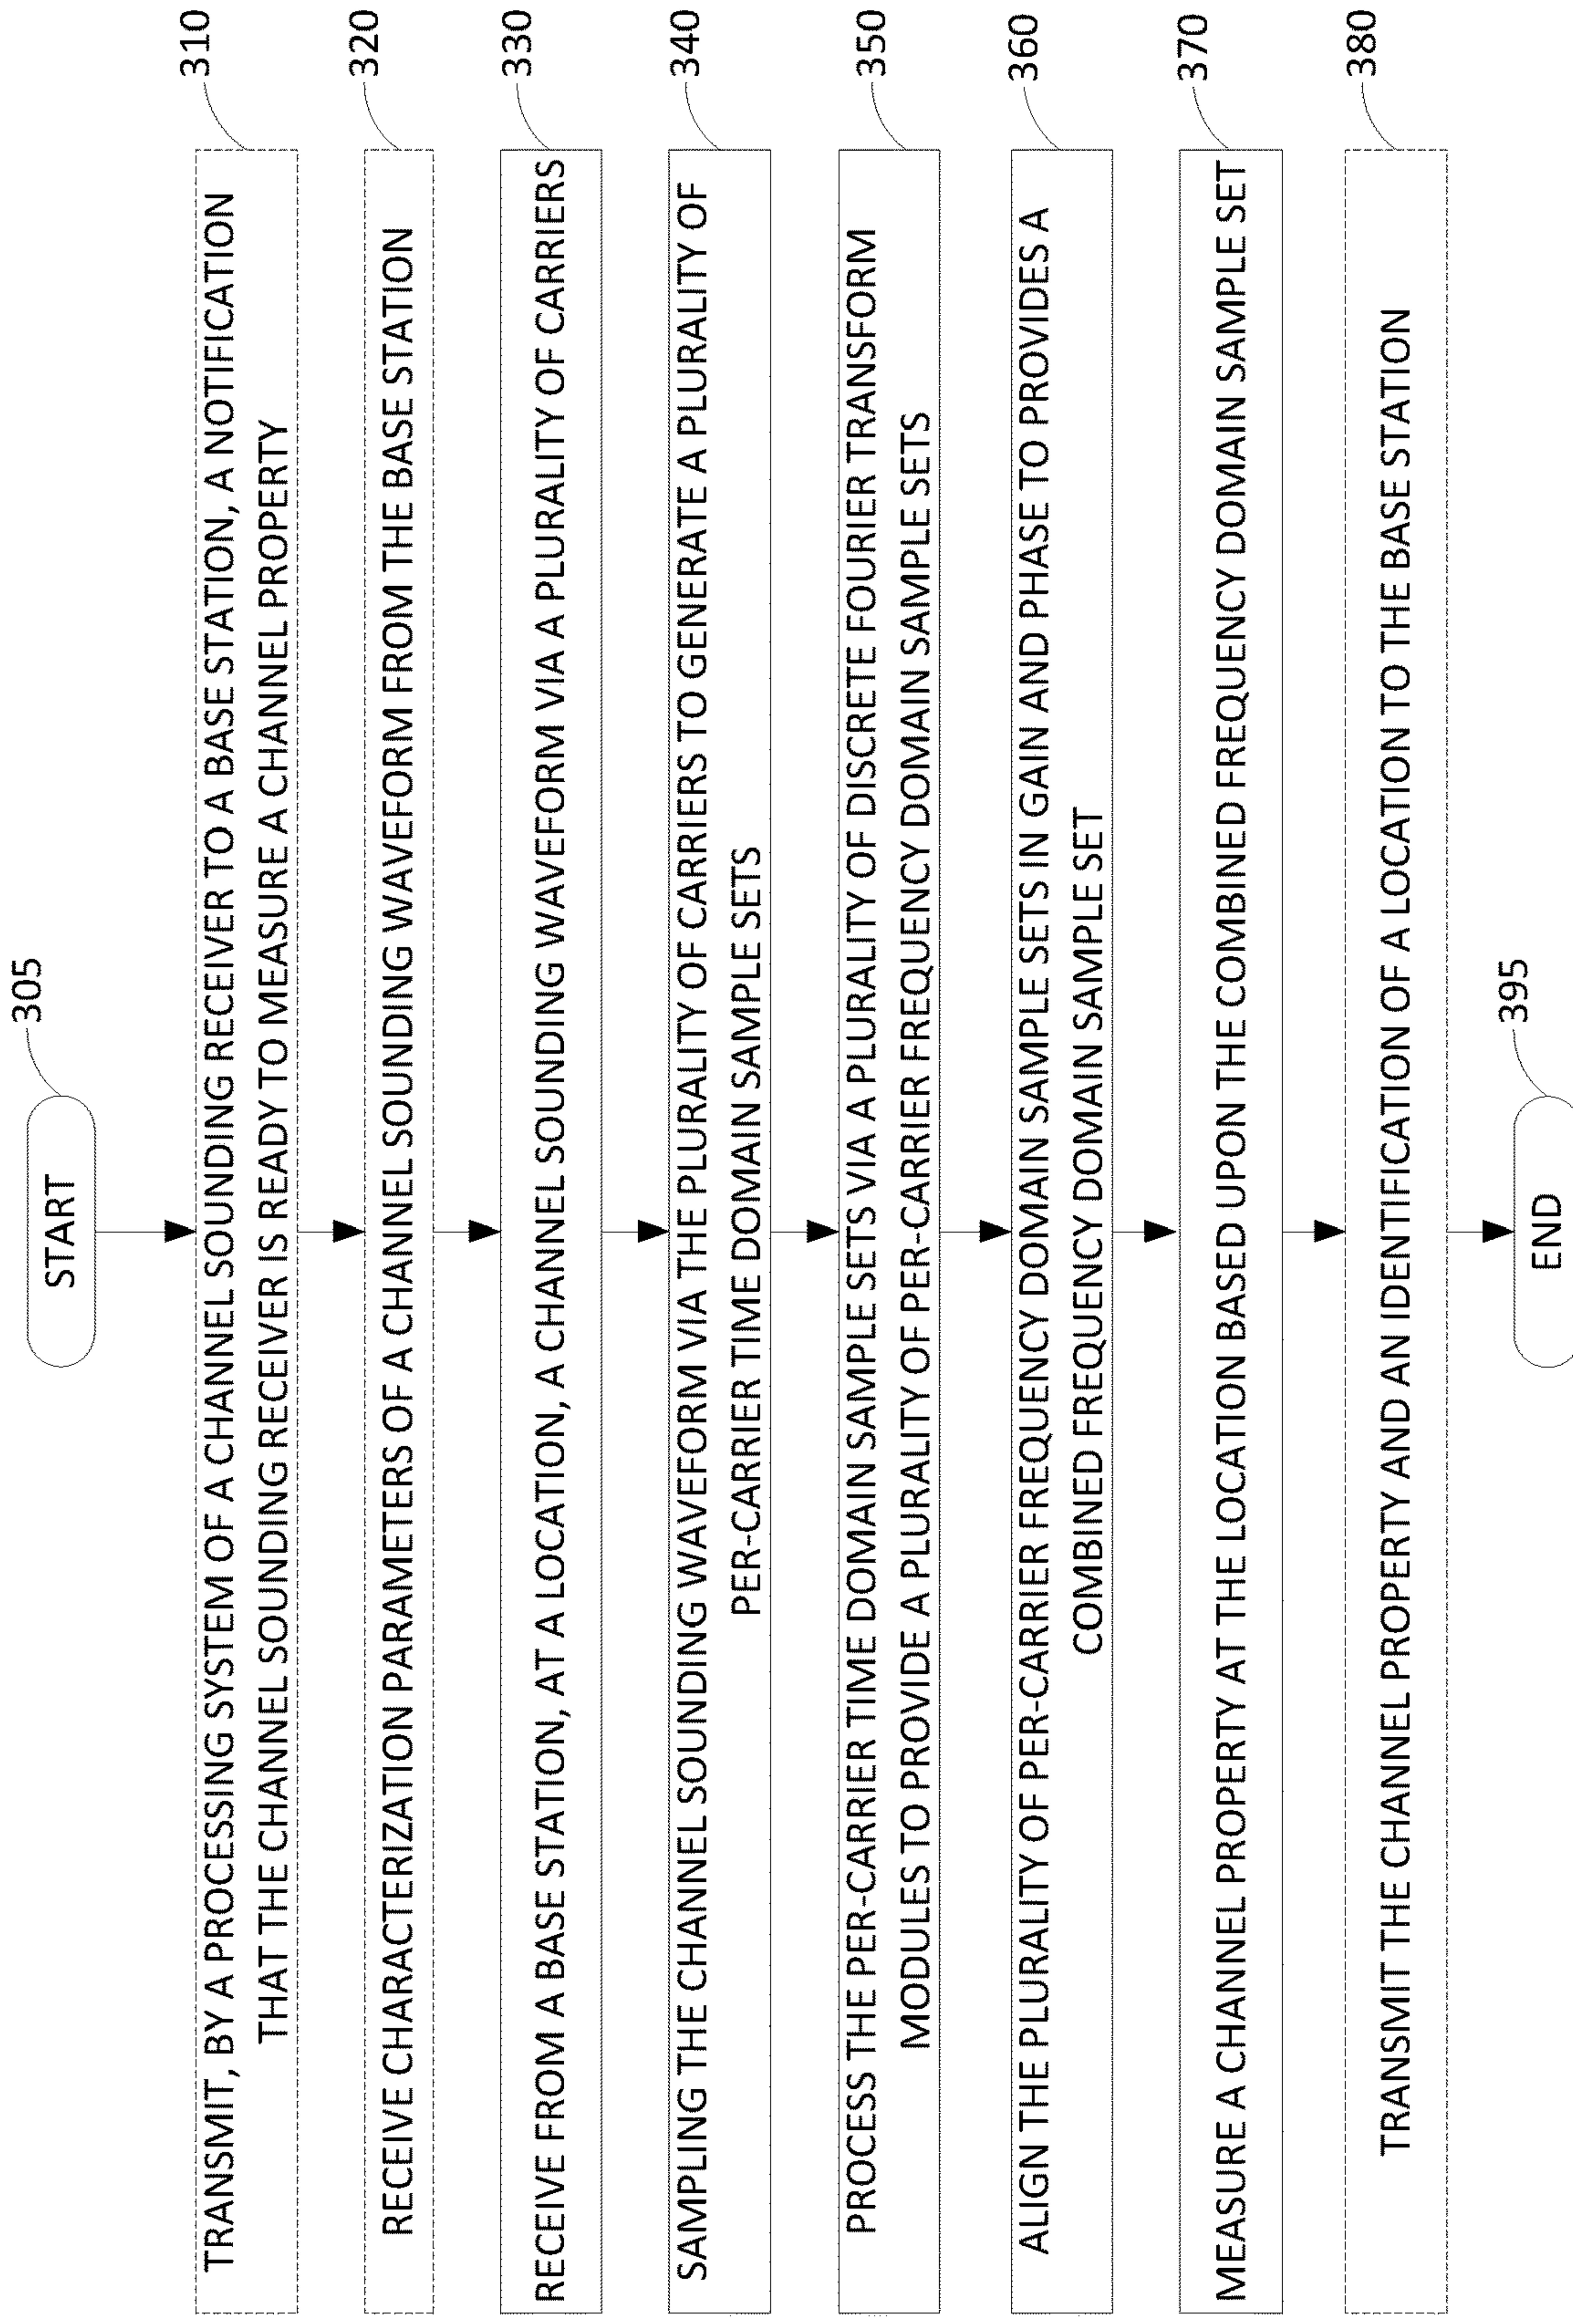 305
START
310
TRANSMIT, BY A PROCESSING SYSTEM OF A CHANNEL SOUNDING RECEIVER TO A BASE STATION, A NOTIFICATION
THAT THE CHANNEL SOUNDING RECEIVER IS READY TO MEASURE A CHANNEL PROPERTY
320
RECEIVE CHARACTERIZATION PARAMETERS OF A CHANNEL SOUNDING WAVEFORM FROM THE BASE STATION
330
RECEIVE FROM A BASE STATION, AT A LOCATION, A CHANNEL SOUNDING WAVEFORM VIA A PLURALITY OF CARRIERS
340
SAMPLING THE CHANNEL SOUNDING WAVEFORM VIA THE PLURALITY OF CARRIERS TO GENERATE A PLURALITY OF
PER-CARRIER TIME DOMAIN SAMPLE SETS
350
PROCESS THE PER-CARRIER TIME DOMAIN SAMPLE SETS VIA A PLURALITY OF DISCRETE FOURIER TRANSFORM
MODULES TO PROVIDE A PLURALITY OF PER-CARRIER FREQUENCY DOMAIN SAMPLE SETS
360
ALIGN THE PLURALITY OF PER-CARRIER FREQUENCY DOMAIN SAMPLE SETS IN GAIN AND PHASE TO PROVIDES A
COMBINED FREQUENCY DOMAIN SAMPLE SET
370
MEASURE A CHANNEL PROPERTY AT THE LOCATION BASED UPON THE COMBINED FREQUENCY DOMAIN SAMPLE SET
380
TRANSMIT THE CHANNEL PROPERTY AND AN IDENTIFICATION OF A LOCATION TO THE BASE STATION
395
END